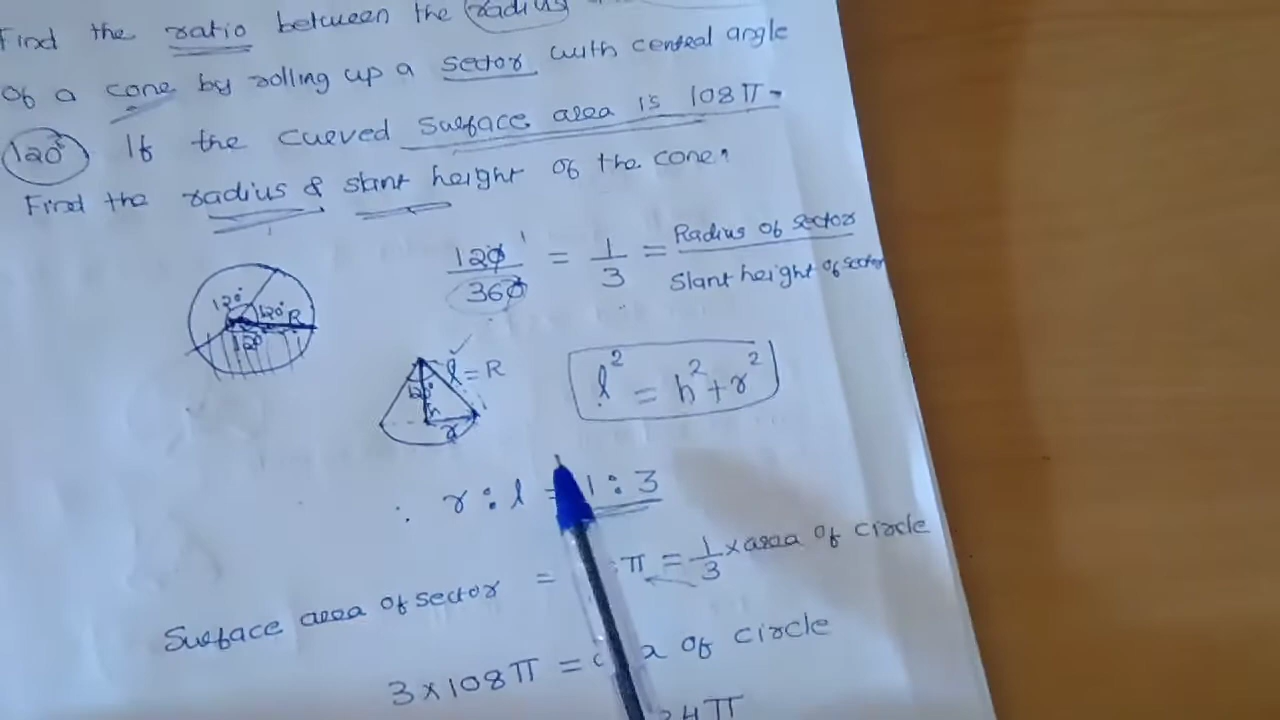 Find the ratio between the radius
of a cone by rolling up a sector with central angle
120° If the curved surface area is 108π.
Find the radius & slant height of the cone.
120/360 = 1/3 = Radius of sector/Slant height of sector
120° 120° R
120°
l = R
120°
h
r
l² = h² + r²
∴ r : l = 1 : 3
Surface area of sector = π = 1/3 × area of circle
3 × 108π = of circle
π